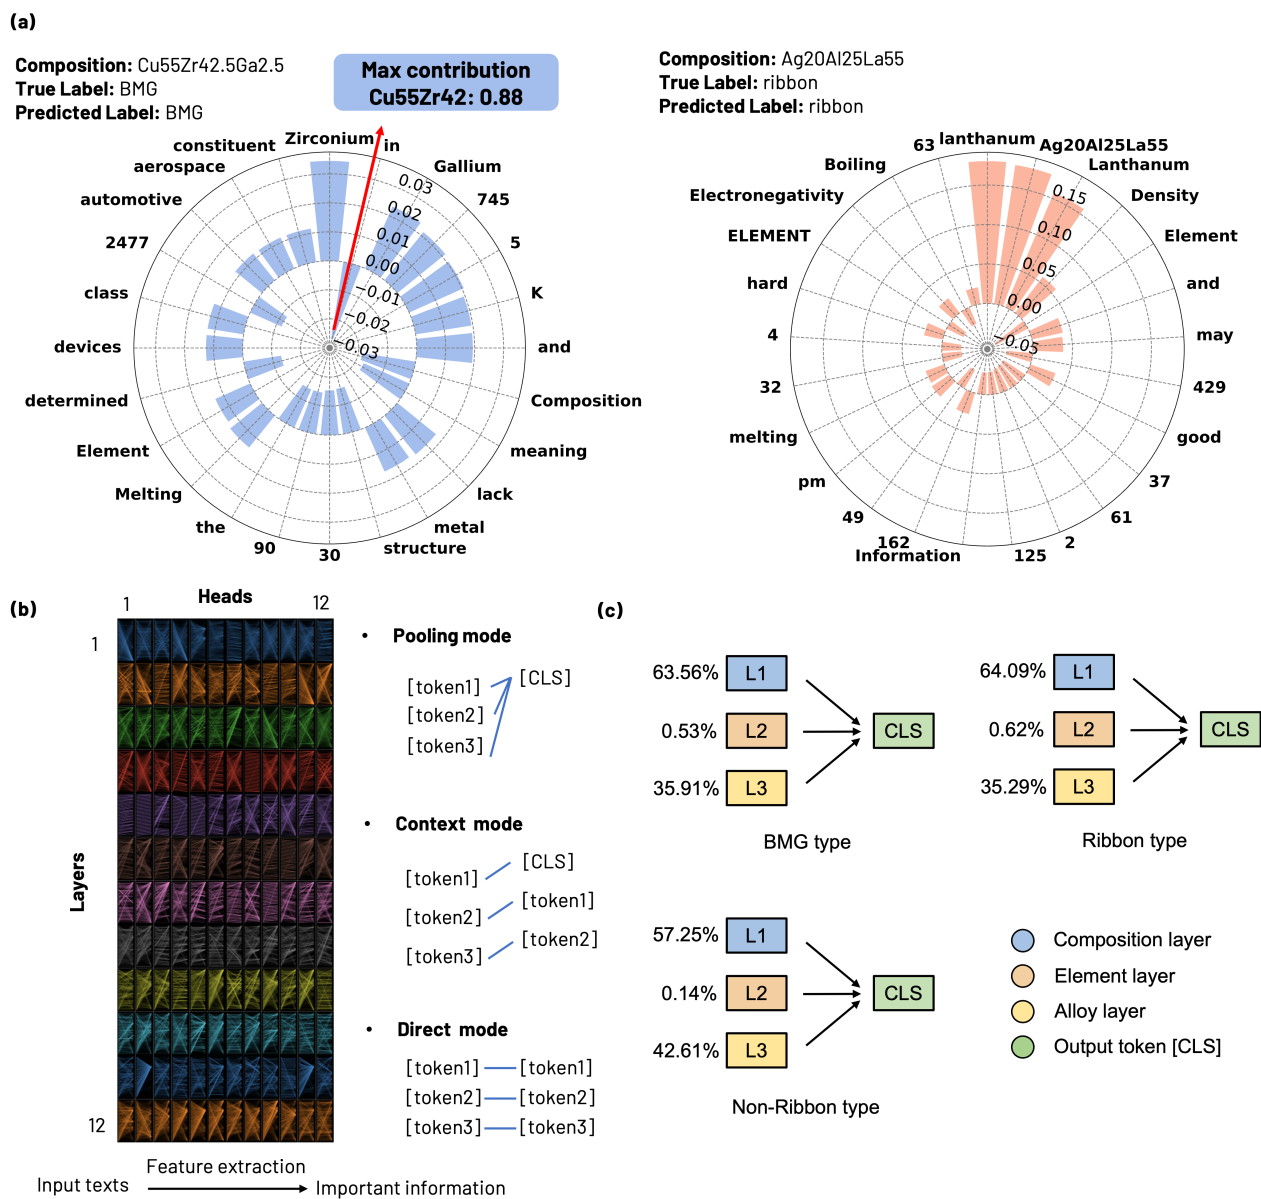 (a)
Composition: Cu55Zr42.5Ga2.5
True Label: BMG
Predicted Label: BMG
Max contribution
Cu55Zr42: 0.88
Zirconium
in
Gallium
745
5
K
and
Composition
meaning
lack
metal
structure
30
90
the
Melting
Element
determined
devices
class
2477
automotive
aerospace
constituent
0.03
0.02
0.01
0.00
−0.01
−0.02
−0.03
Composition: Ag20Al25La55
True Label: ribbon
Predicted Label: ribbon
lanthanum
Ag20Al25La55
Lanthanum
Density
Element
and
may
429
good
37
61
2
125
Information
162
49
pm
melting
32
4
hard
ELEMENT
Electronegativity
Boiling
63
0.15
0.10
0.05
0.00
−0.05
(b)
Heads
1
12
Layers
1
12
Input texts
Feature extraction
Important information
• Pooling mode
[token1]
[token2]
[token3]
[CLS]
• Context mode
[token1]
[token2]
[token3]
[CLS]
[token1]
[token2]
• Direct mode
[token1] [token1]
[token2] [token2]
[token3] [token3]
(c)
63.56% L1
0.53% L2
35.91% L3
CLS
BMG type
64.09% L1
0.62% L2
35.29% L3
CLS
Ribbon type
57.25% L1
0.14% L2
42.61% L3
CLS
Non-Ribbon type
Composition layer
Element layer
Alloy layer
Output token [CLS]